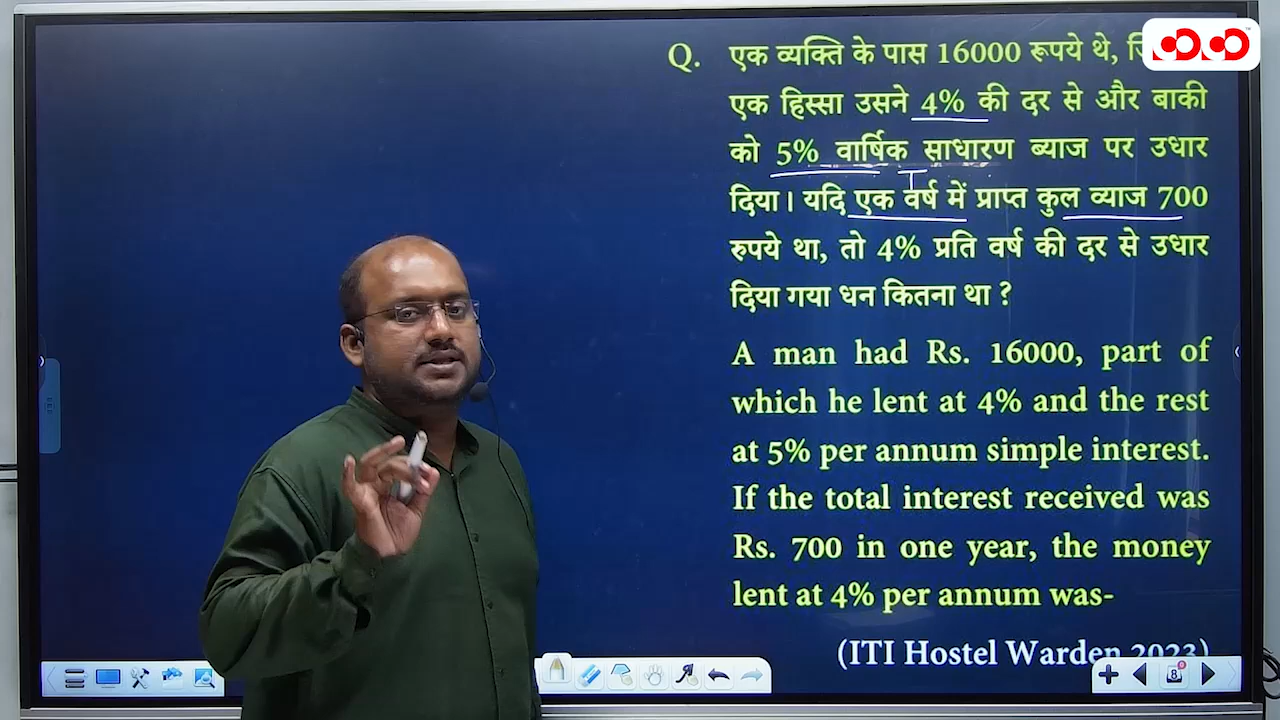 Q. एक व्यक्ति के पास 16000 रूपये थे,
एक हिस्सा उसने 4% की दर से और बाकी
को 5% वार्षिक साधारण ब्याज पर उधार
दिया। यदि एक वर्ष में प्राप्त कुल व्याज 700
रुपये था, तो 4% प्रति वर्ष की दर से उधार
दिया गया धन कितना था ?
A man had Rs. 16000, part of
which he lent at 4% and the rest
at 5% per annum simple interest.
If the total interest received was
Rs. 700 in one year, the money
lent at 4% per annum was-
(ITI Hostel Warden 2023)
8